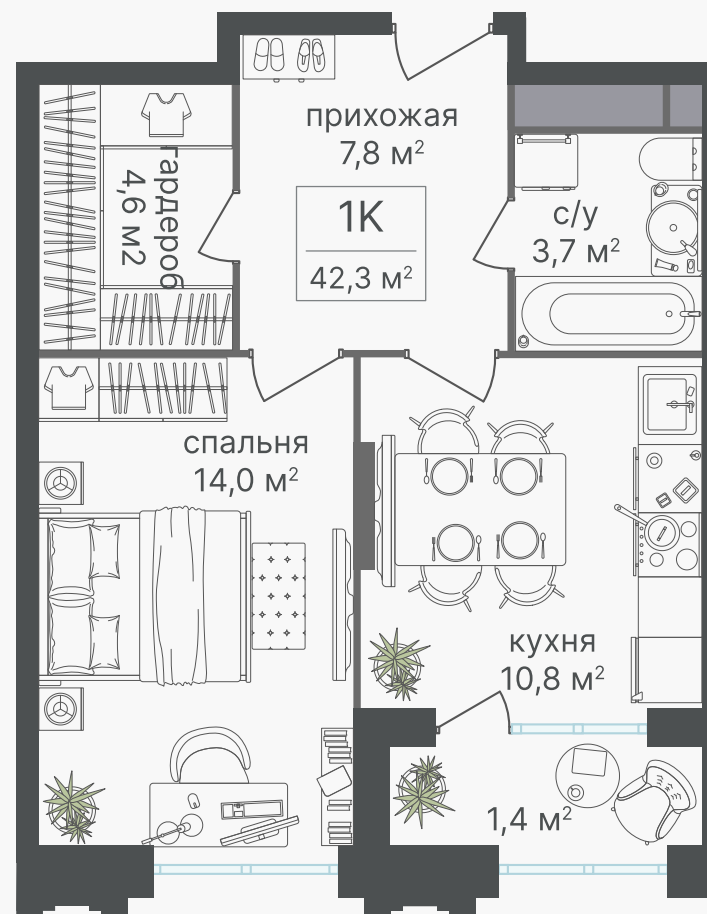 прихожая
7,8 м²
гардероб
4,6 м2
1К
42,3 м²
с/у
3,7 м²
спальня
14,0 м²
кухня
10,8 м²
1,4 м²